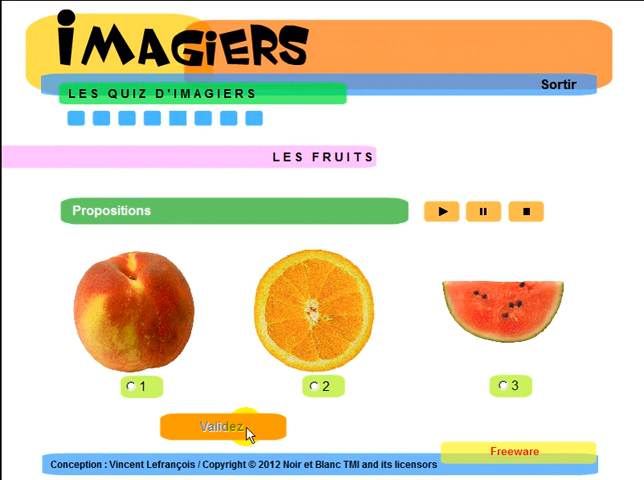 iMAGiERS
Sortir
LES QUIZ D'IMAGIERS
LES FRUITS
Propositions
1
2
3
Validez
Freeware
Conception : Vincent Lefrançois / Copyright © 2012 Noir et Blanc TMI and its licensors